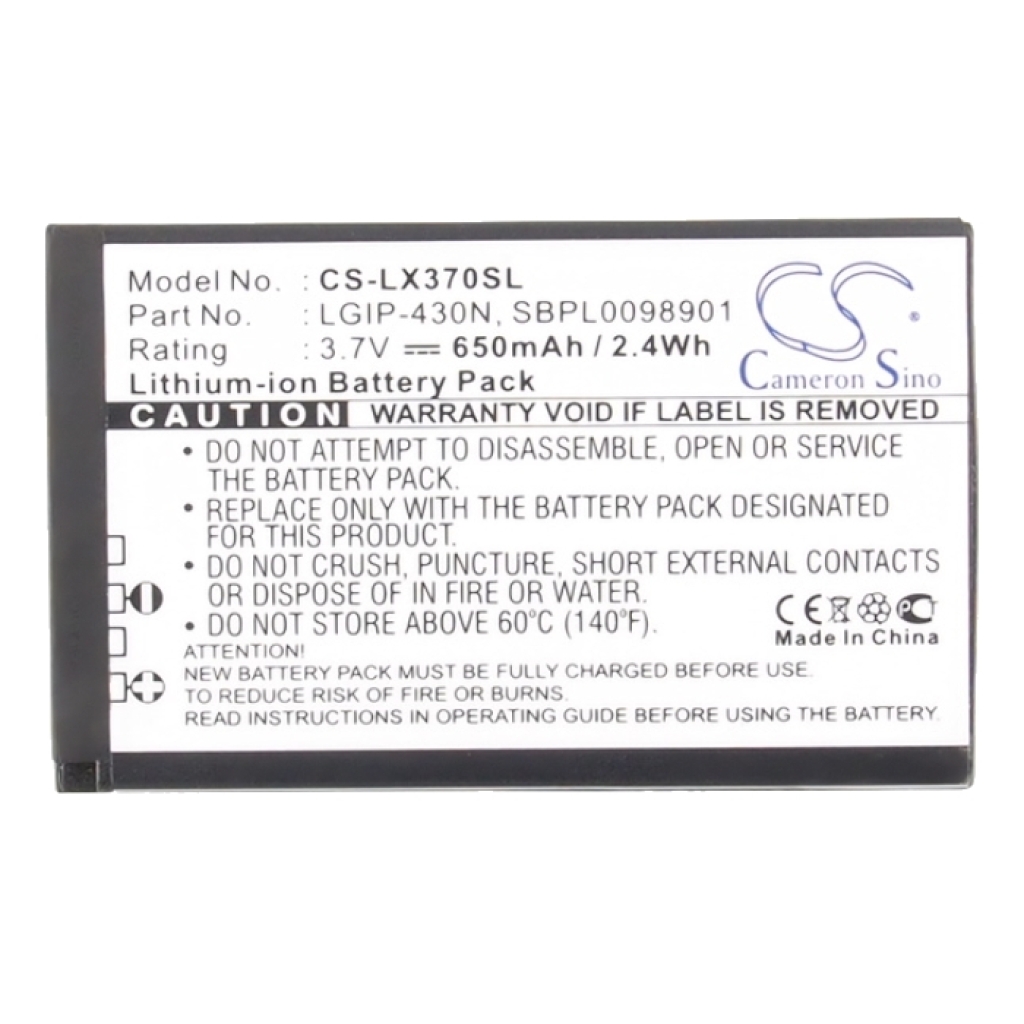 Model No. : CS-LX370SL
Part No. : LGIP-430N, SBPL0098901
Rating : 3.7V 650mAh / 2.4Wh
Lithium-ion Battery Pack
CS ®
Cameron Sino
CAUTION WARRANTY VOID IF LABEL IS REMOVED
• DO NOT ATTEMPT TO DISASSEMBLE, OPEN OR SERVICE
THE BATTERY PACK.
• REPLACE ONLY WITH THE BATTERY PACK DESIGNATED
FOR THIS PRODUCT.
• DO NOT CRUSH, PUNCTURE, SHORT EXTERNAL CONTACTS
OR DISPOSE OF IN FIRE OR WATER.
• DO NOT STORE ABOVE 60°C (140°F).
CE PCT
Made In China
ATTENTION!
NEW BATTERY PACK MUST BE FULLY CHARGED BEFORE USE
TO REDUCE RISK OF FIRE OR BURNS.
READ INSTRUCTIONS IN OPERATING GUIDE BEFORE USING THE BATTERY.